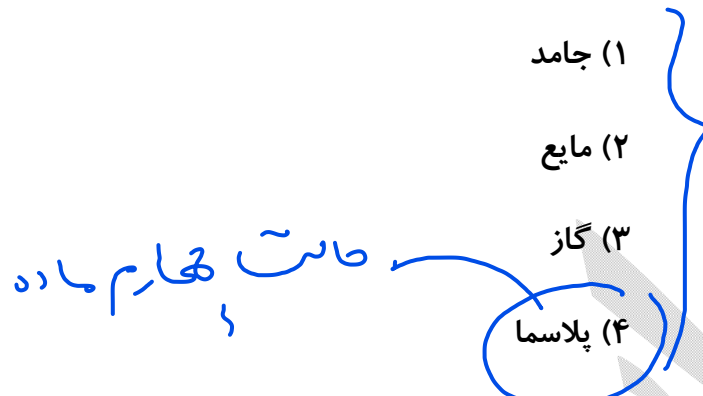 ۱) جامد
۲) مایع
۳) گاز
حالت چهارم ماده
۴) پلاسما